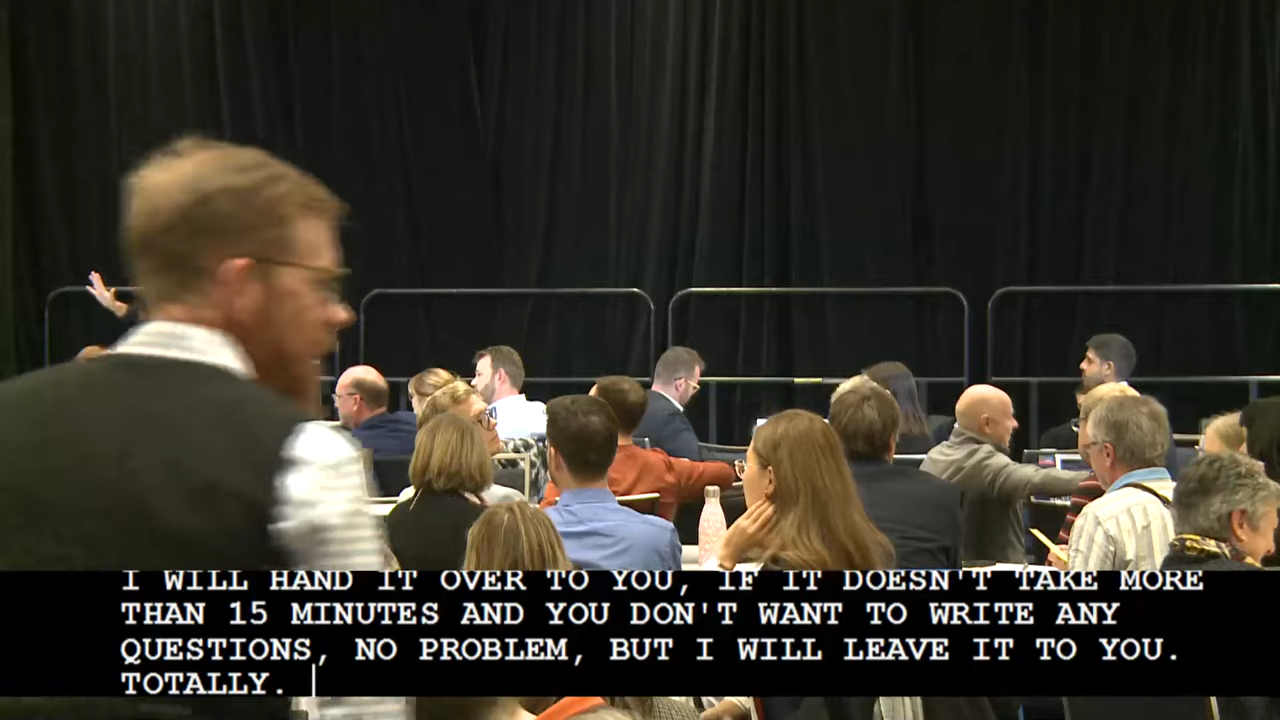 I WILL HAND IT OVER TO YOU, IF IT DOESN'T TAKE MORE
THAN 15 MINUTES AND YOU DON'T WANT TO WRITE ANY
QUESTIONS, NO PROBLEM, BUT I WILL LEAVE IT TO YOU.
TOTALLY.